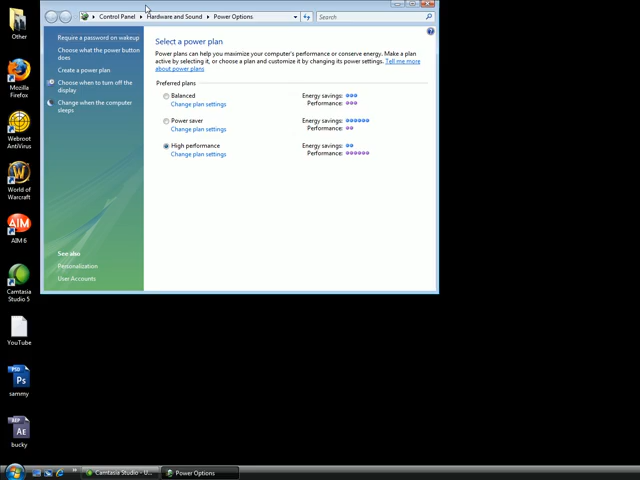 Control Panel
Hardware and Sound
Power Options
Search
Other
Mozilla
Firefox
Webroot
AntiVirus
World of
Warcraft
AIM 6
Camtasia
Studio 5
YouTube
PSD
Ps
sammy
AEP
Ae
bucky
Require a password on wakeup
Choose what the power button
does
Create a power plan
Choose when to turn off the
display
Change when the computer
sleeps
See also
Personalization
User Accounts
Select a power plan
Power plans can help you maximize your computer's performance or conserve energy. Make a plan
active by selecting it, or choose a plan and customize it by changing its power settings. Tell me more
about power plans
Preferred plans
Balanced
Change plan settings
Energy savings:
Performance:
Power saver
Change plan settings
Energy savings:
Performance:
High performance
Change plan settings
Energy savings:
Performance:
Camtasia Studio - U...
Power Options